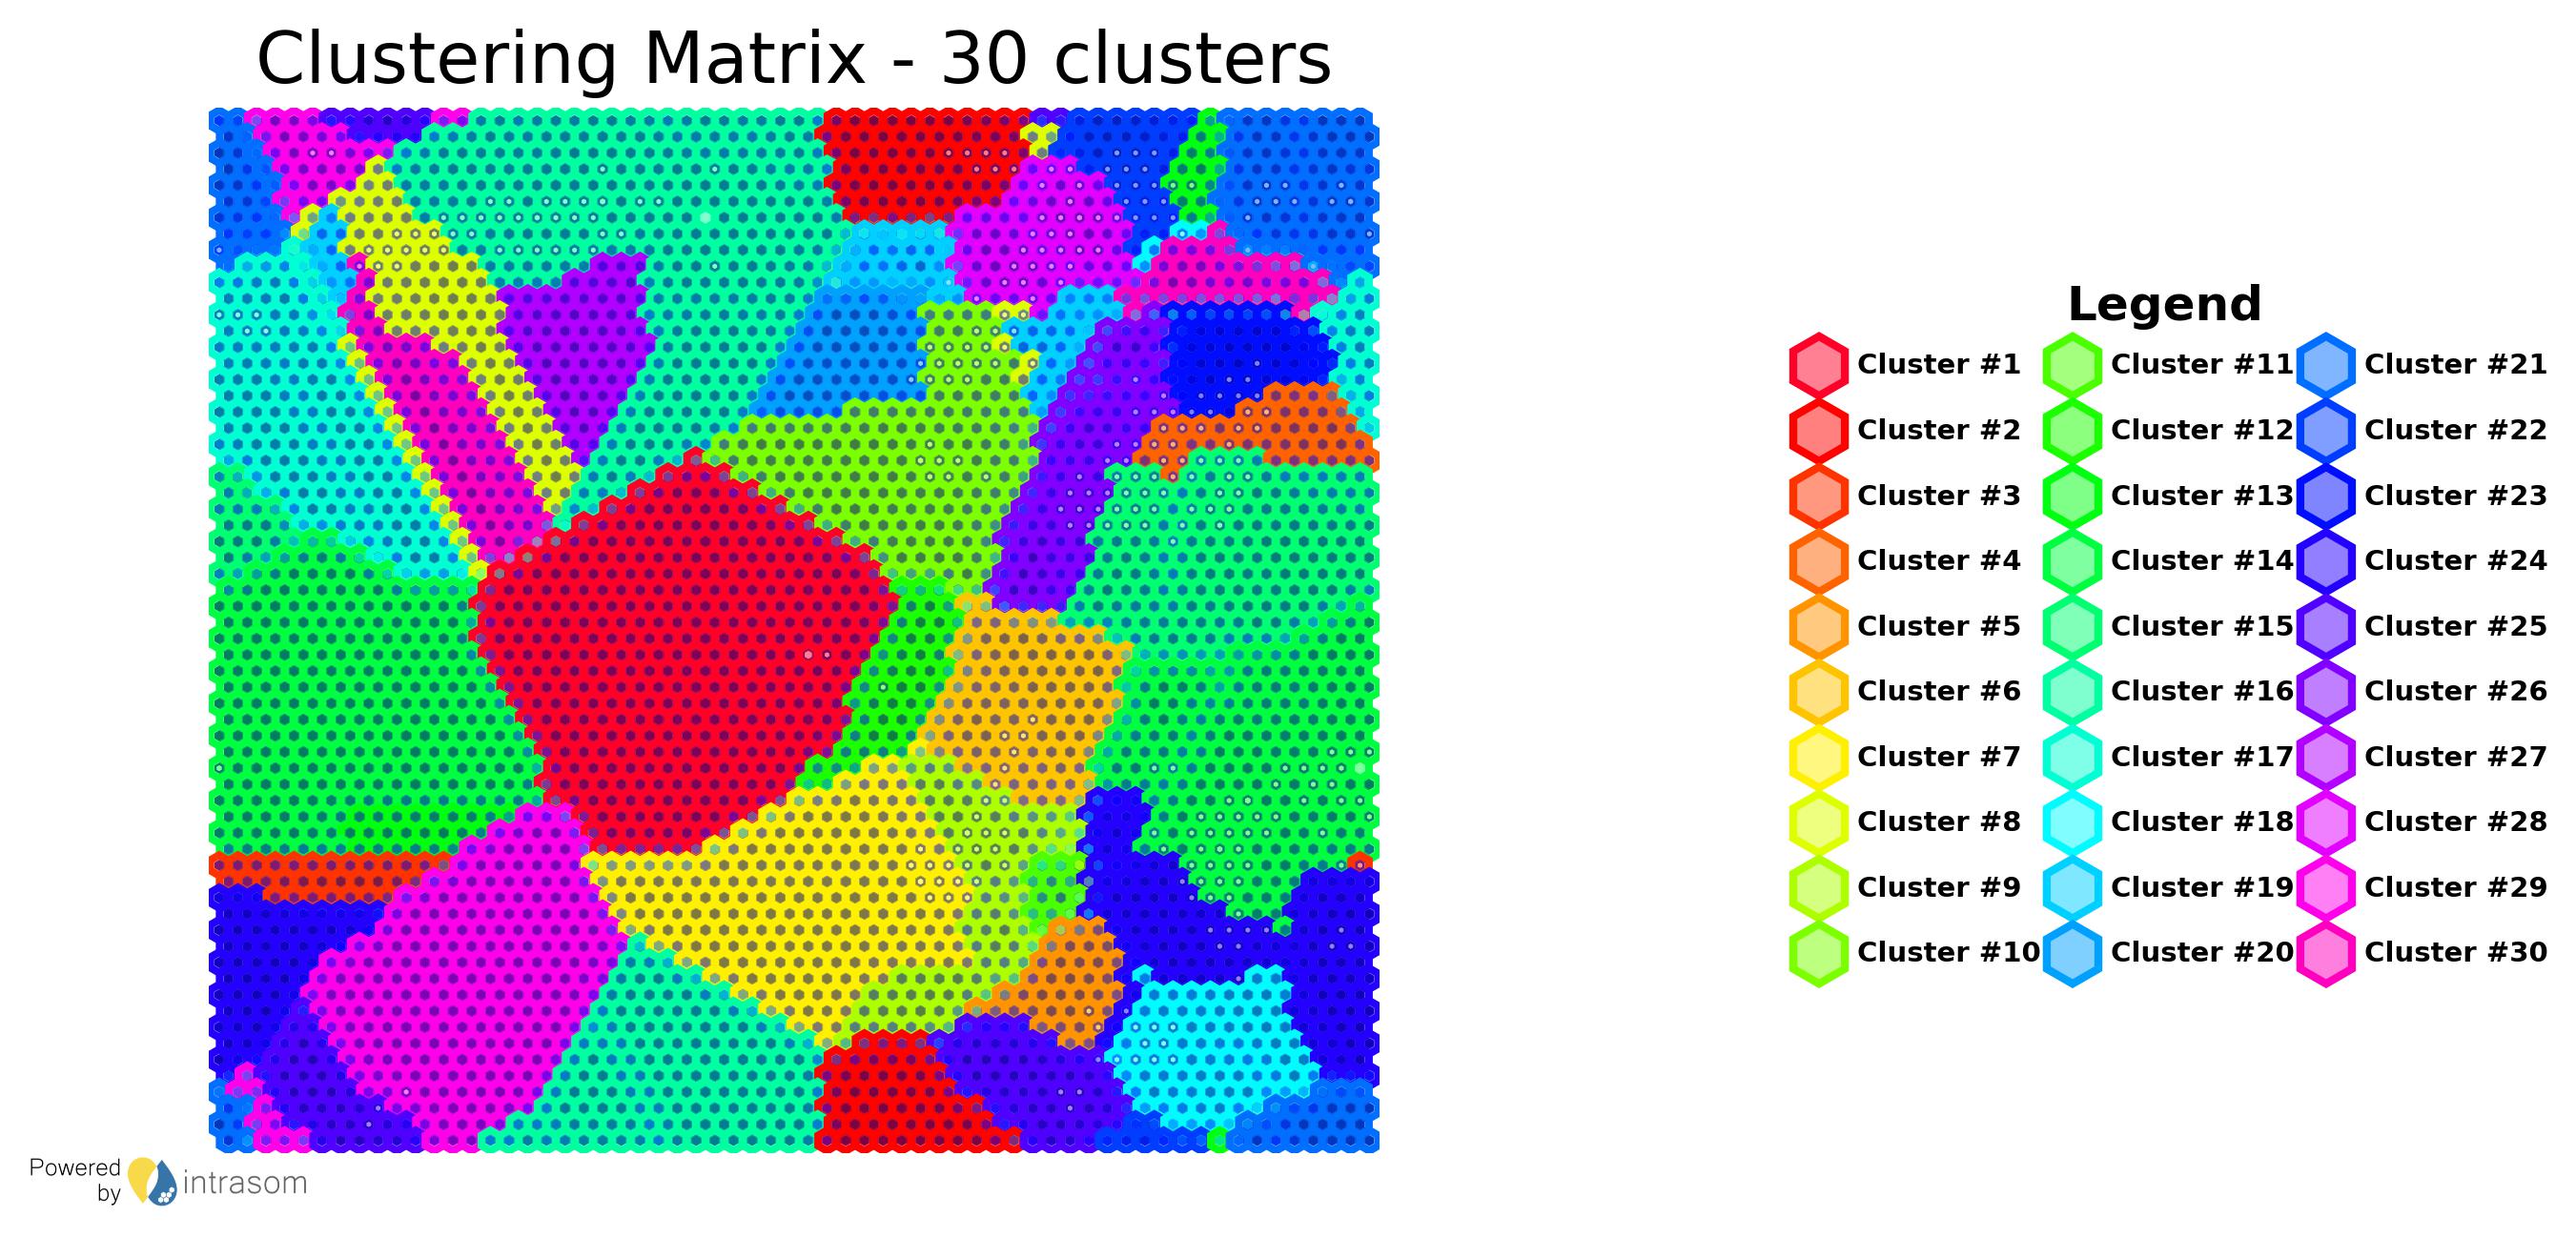 Clustering Matrix - 30 clusters
Legend
Cluster #1
Cluster #2
Cluster #3
Cluster #4
Cluster #5
Cluster #6
Cluster #7
Cluster #8
Cluster #9
Cluster #10
Cluster #11
Cluster #12
Cluster #13
Cluster #14
Cluster #15
Cluster #16
Cluster #17
Cluster #18
Cluster #19
Cluster #20
Cluster #21
Cluster #22
Cluster #23
Cluster #24
Cluster #25
Cluster #26
Cluster #27
Cluster #28
Cluster #29
Cluster #30
Powered
by
intrasom